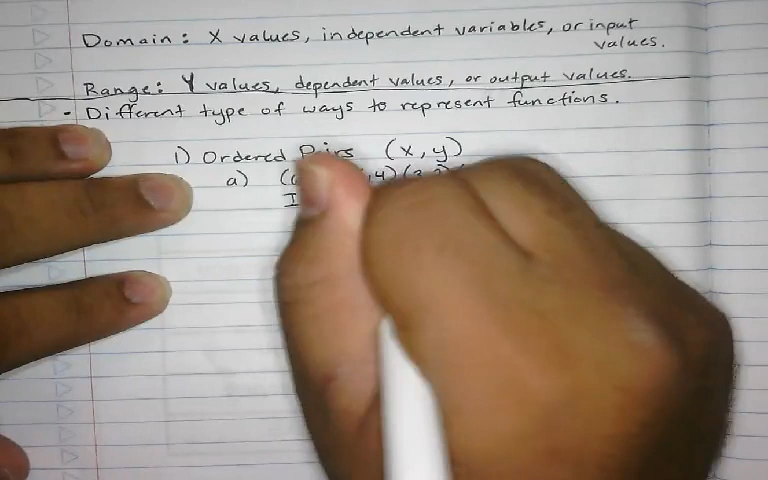 Domain: X values, independent variables, or input
values.
Range: Y values, dependent values, or output values.
- Different type of ways to represent functions.
1) Ordered Pairs (x,y)
a)